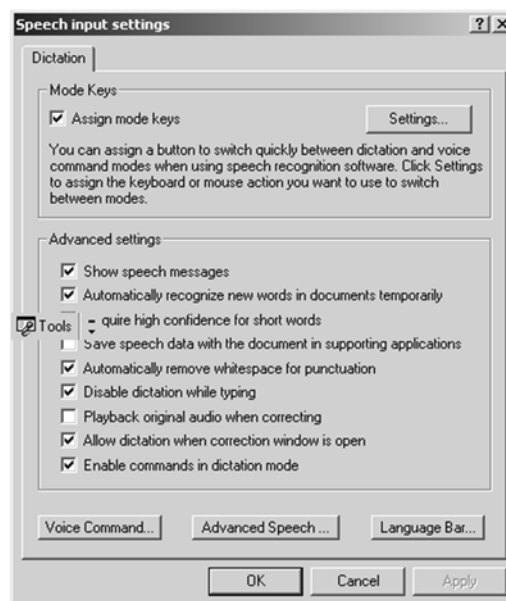 Speech input settings
Dictation
Mode Keys
Assign mode keys
Settings...
You can assign a button to switch quickly between dictation and voice
command modes when using speech recognition software. Click Settings
to assign the keyboard or mouse action you want to use to switch
between modes.
Advanced settings
Show speech messages
Automatically recognize new words in documents temporarily
Tools
quire high confidence for short words
Save speech data with the document in supporting applications
Automatically remove whitespace for punctuation
Disable dictation while typing
Playback original audio when correcting
Allow dictation when correction window is open
Enable commands in dictation mode
Voice Command...
Advanced Speech ...
Language Bar...
OK
Cancel
Apply